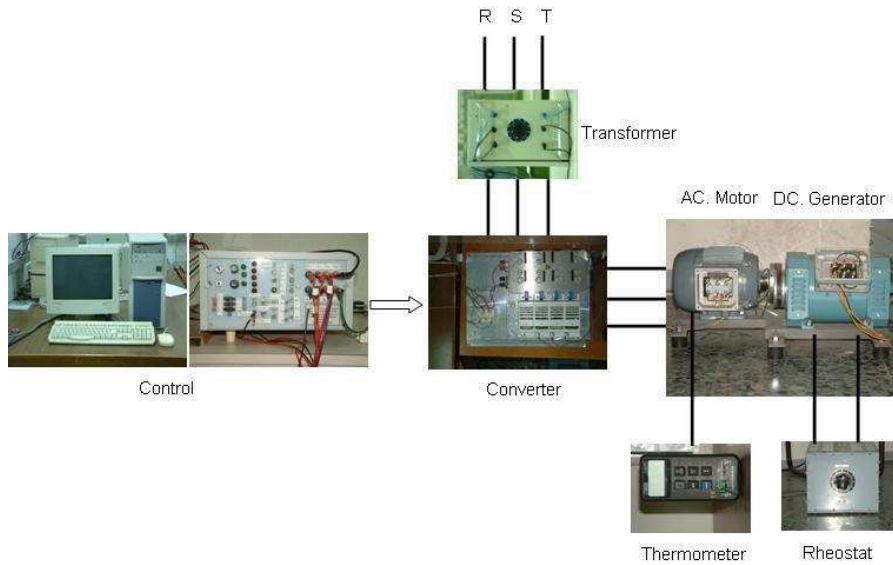 R S T
Transformer
AC. Motor DC. Generator
Control
Converter
Thermometer
Rheostat